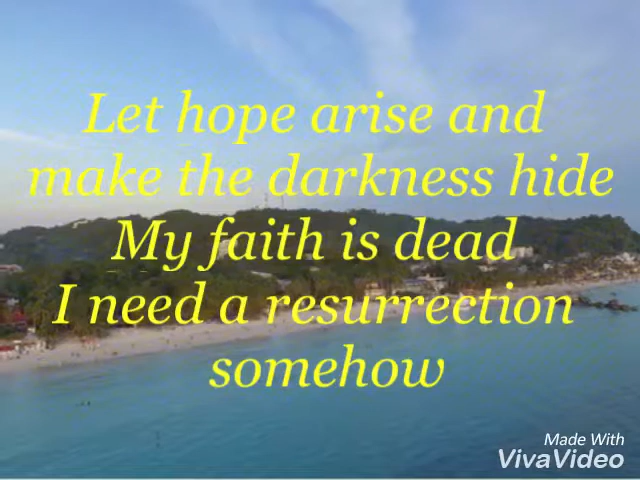 Let hope arise and
make the darkness hide
My faith is dead
I need a resurrection
somehow
Made With
VivaVideo